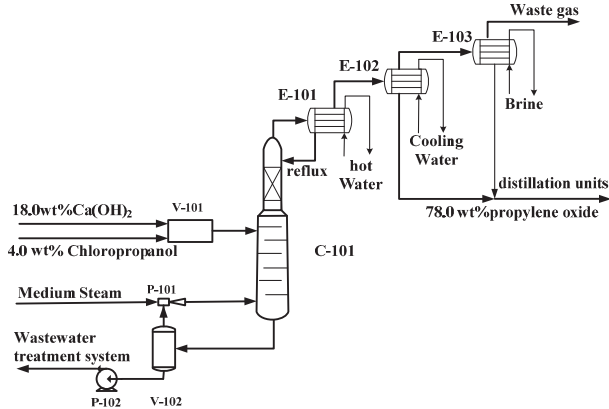 Waste gas
E-103
E-102
E-101
Brine
Cooling
Water
hot
Water
reflux
distillation units
78.0 wt%propylene oxide
18.0wt%Ca(OH)2
V-101
4.0 wt% Chloropropanol
C-101
Medium Steam
P-101
Wastewater
treatment system
P-102
V-102